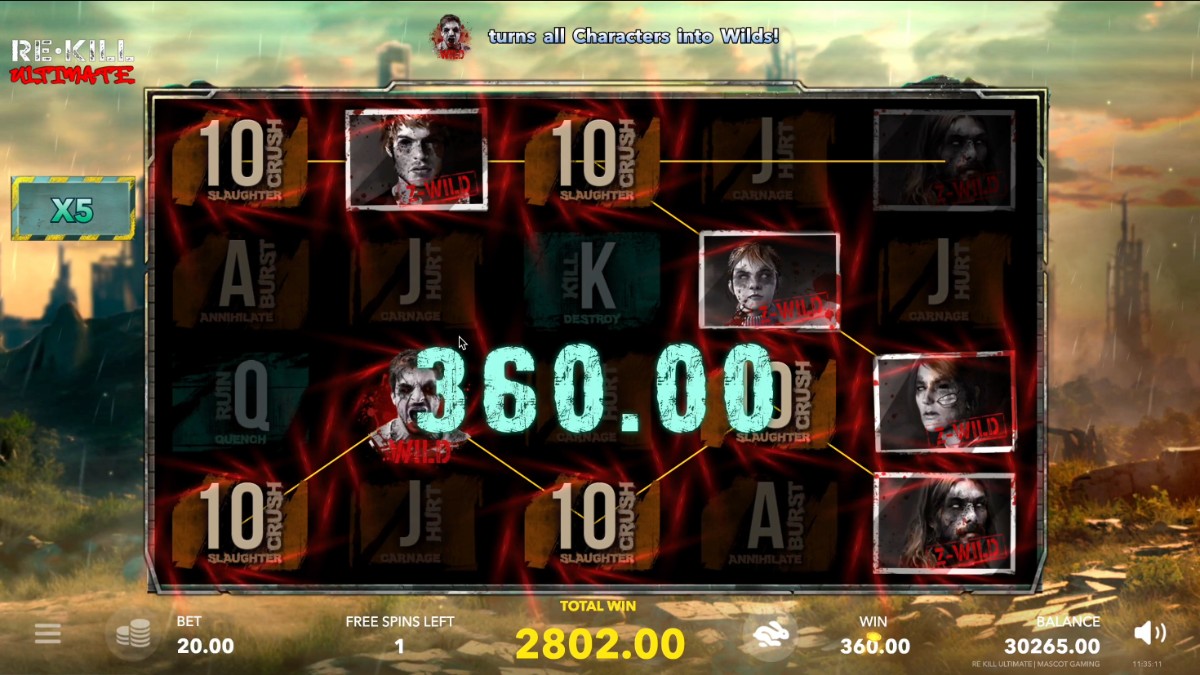 RE·KILL
ULTIMATE
WILD
turns all Characters into Wilds!
X5
10 CRUSH SLAUGHTER
Z-WILD
10 CRUSH SLAUGHTER
J HURT CARNAGE
Z-WILD
A BURST ANNIHILATE
J HURT CARNAGE
KILL K DESTROY
Z-WILD
J HURT CARNAGE
RUIN Q QUENCH
WILD
360.00
HURT CARNAGE
CRUSH SLAUGHTER
Z-WILD
10 CRUSH SLAUGHTER
J HURT CARNAGE
10 CRUSH SLAUGHTER
A BURST ANNIHILATE
Z-WILD
BET
20.00
FREE SPINS LEFT
1
TOTAL WIN
2802.00
WIN
360.00
BALANCE
30265.00
RE KILL ULTIMATE | MASCOT GAMING
11:35:11